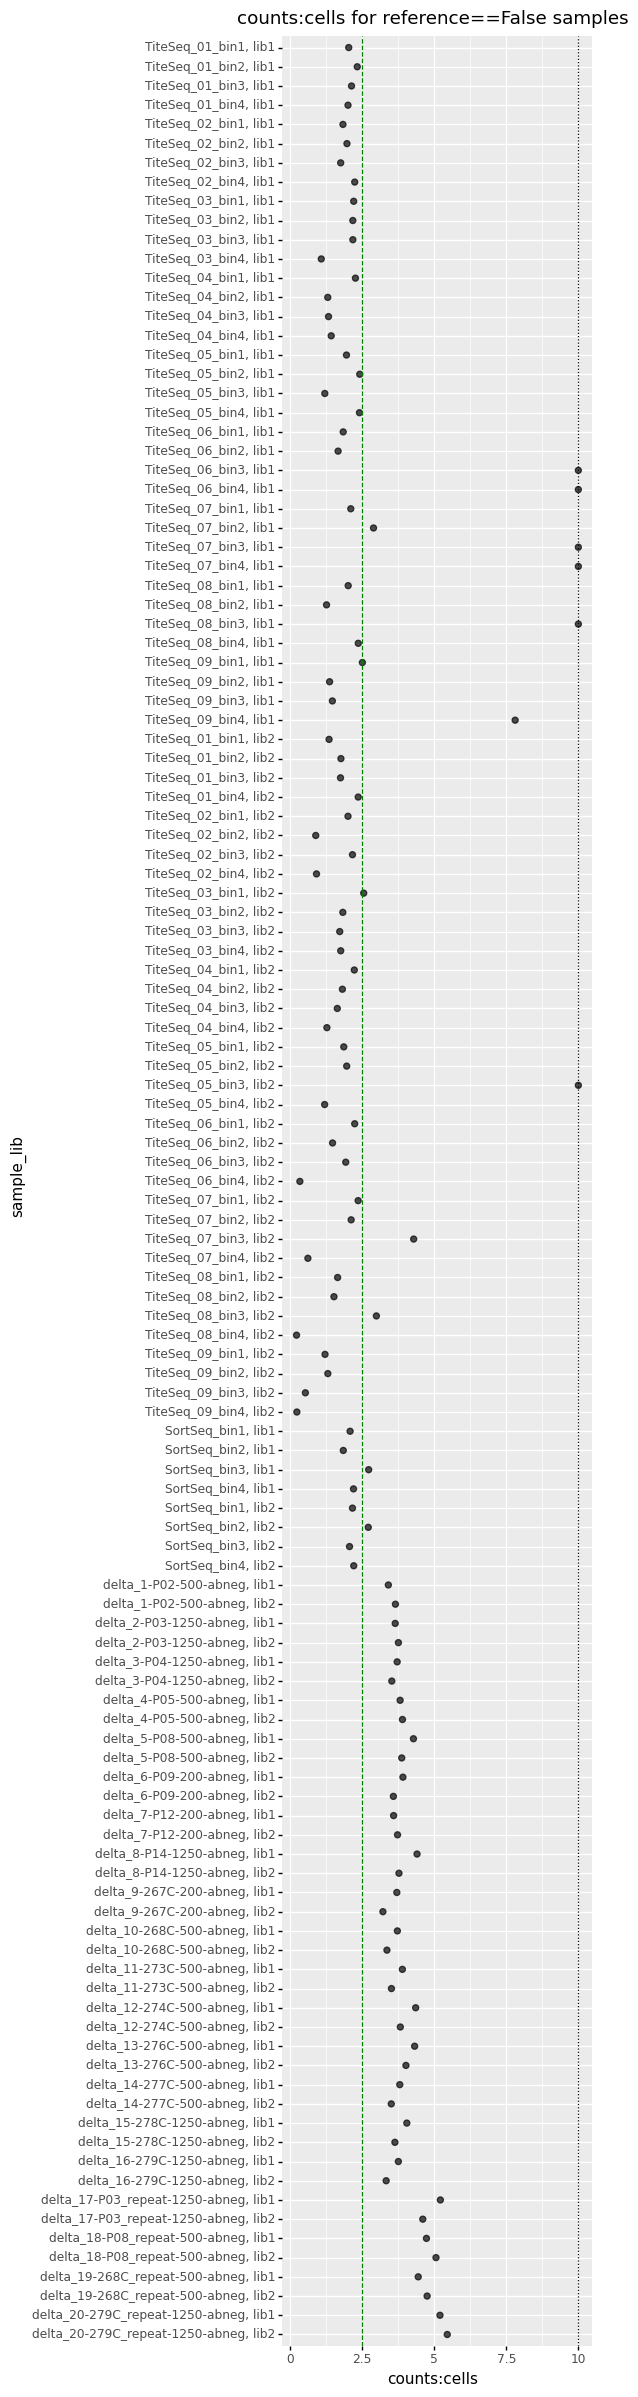 counts:cells for reference==False samples
TiteSeq_01_bin1, lib1
TiteSeq_01_bin2, lib1
TiteSeq_01_bin3, lib1
TiteSeq_01_bin4, lib1
TiteSeq_02_bin1, lib1
TiteSeq_02_bin2, lib1
TiteSeq_02_bin3, lib1
TiteSeq_02_bin4, lib1
TiteSeq_03_bin1, lib1
TiteSeq_03_bin2, lib1
TiteSeq_03_bin3, lib1
TiteSeq_03_bin4, lib1
TiteSeq_04_bin1, lib1
TiteSeq_04_bin2, lib1
TiteSeq_04_bin3, lib1
TiteSeq_04_bin4, lib1
TiteSeq_05_bin1, lib1
TiteSeq_05_bin2, lib1
TiteSeq_05_bin3, lib1
TiteSeq_05_bin4, lib1
TiteSeq_06_bin1, lib1
TiteSeq_06_bin2, lib1
TiteSeq_06_bin3, lib1
TiteSeq_06_bin4, lib1
TiteSeq_07_bin1, lib1
TiteSeq_07_bin2, lib1
TiteSeq_07_bin3, lib1
TiteSeq_07_bin4, lib1
TiteSeq_08_bin1, lib1
TiteSeq_08_bin2, lib1
TiteSeq_08_bin3, lib1
TiteSeq_08_bin4, lib1
TiteSeq_09_bin1, lib1
TiteSeq_09_bin2, lib1
TiteSeq_09_bin3, lib1
TiteSeq_09_bin4, lib1
TiteSeq_01_bin1, lib2
TiteSeq_01_bin2, lib2
TiteSeq_01_bin3, lib2
TiteSeq_01_bin4, lib2
TiteSeq_02_bin1, lib2
TiteSeq_02_bin2, lib2
TiteSeq_02_bin3, lib2
TiteSeq_02_bin4, lib2
TiteSeq_03_bin1, lib2
TiteSeq_03_bin2, lib2
TiteSeq_03_bin3, lib2
TiteSeq_03_bin4, lib2
TiteSeq_04_bin1, lib2
TiteSeq_04_bin2, lib2
TiteSeq_04_bin3, lib2
TiteSeq_04_bin4, lib2
TiteSeq_05_bin1, lib2
TiteSeq_05_bin2, lib2
TiteSeq_05_bin3, lib2
TiteSeq_05_bin4, lib2
TiteSeq_06_bin1, lib2
TiteSeq_06_bin2, lib2
TiteSeq_06_bin3, lib2
TiteSeq_06_bin4, lib2
TiteSeq_07_bin1, lib2
TiteSeq_07_bin2, lib2
TiteSeq_07_bin3, lib2
TiteSeq_07_bin4, lib2
TiteSeq_08_bin1, lib2
TiteSeq_08_bin2, lib2
TiteSeq_08_bin3, lib2
TiteSeq_08_bin4, lib2
TiteSeq_09_bin1, lib2
TiteSeq_09_bin2, lib2
TiteSeq_09_bin3, lib2
TiteSeq_09_bin4, lib2
SortSeq_bin1, lib1
SortSeq_bin2, lib1
SortSeq_bin3, lib1
SortSeq_bin4, lib1
SortSeq_bin1, lib2
SortSeq_bin2, lib2
SortSeq_bin3, lib2
SortSeq_bin4, lib2
delta_1-P02-500-abneg, lib1
delta_1-P02-500-abneg, lib2
delta_2-P03-1250-abneg, lib1
delta_2-P03-1250-abneg, lib2
delta_3-P04-1250-abneg, lib1
delta_3-P04-1250-abneg, lib2
delta_4-P05-500-abneg, lib1
delta_4-P05-500-abneg, lib2
delta_5-P08-500-abneg, lib1
delta_5-P08-500-abneg, lib2
delta_6-P09-200-abneg, lib1
delta_6-P09-200-abneg, lib2
delta_7-P12-200-abneg, lib1
delta_7-P12-200-abneg, lib2
delta_8-P14-1250-abneg, lib1
delta_8-P14-1250-abneg, lib2
delta_9-267C-200-abneg, lib1
delta_9-267C-200-abneg, lib2
delta_10-268C-500-abneg, lib1
delta_10-268C-500-abneg, lib2
delta_11-273C-500-abneg, lib1
delta_11-273C-500-abneg, lib2
delta_12-274C-500-abneg, lib1
delta_12-274C-500-abneg, lib2
delta_13-276C-500-abneg, lib1
delta_13-276C-500-abneg, lib2
delta_14-277C-500-abneg, lib1
delta_14-277C-500-abneg, lib2
delta_15-278C-1250-abneg, lib1
delta_15-278C-1250-abneg, lib2
delta_16-279C-1250-abneg, lib1
delta_16-279C-1250-abneg, lib2
delta_17-P03_repeat-1250-abneg, lib1
delta_17-P03_repeat-1250-abneg, lib2
delta_18-P08_repeat-500-abneg, lib1
delta_18-P08_repeat-500-abneg, lib2
delta_19-268C_repeat-500-abneg, lib1
delta_19-268C_repeat-500-abneg, lib2
delta_20-279C_repeat-1250-abneg, lib1
delta_20-279C_repeat-1250-abneg, lib2
sample_lib
0 2.5 5 7.5 10
counts:cells